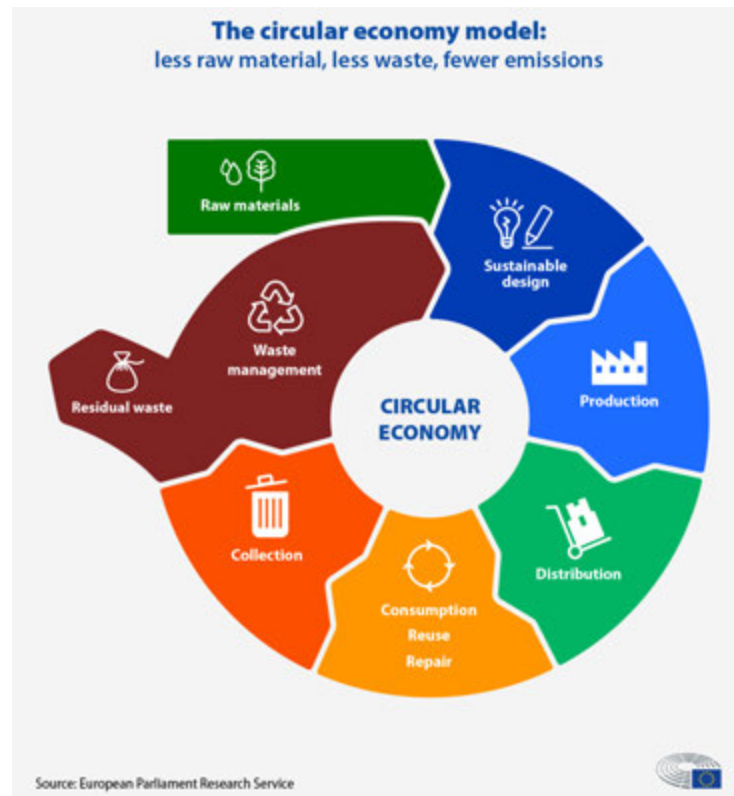 The circular economy model:
less raw material, less waste, fewer emissions
Raw materials
Sustainable
design
Production
Distribution
Consumption
Reuse
Repair
Collection
Waste
management
Residual waste
CIRCULAR
ECONOMY
Source: European Parliament Research Service